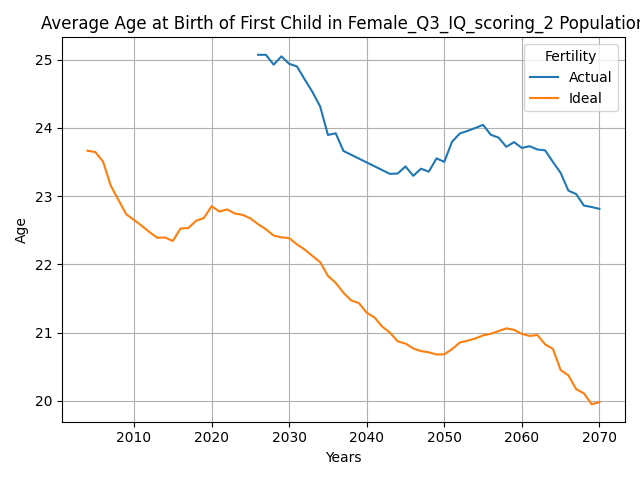 Average Age at Birth of First Child in Female_Q3_IQ_scoring_2 Population
Fertility
Actual
Ideal
Age
25
24
23
22
21
20
2010 2020 2030 2040 2050 2060 2070
Years